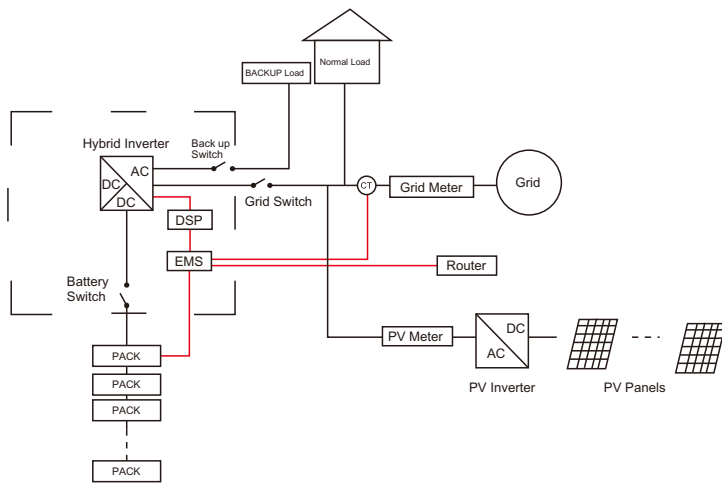 Normal Load
BACKUP Load
Hybrid Inverter
Back up
Switch
AC
DC
DC
CT
Grid Meter
Grid
Grid Switch
DSP
EMS
Router
Battery
Switch
PV Meter
DC
AC
PACK
PV Inverter
PV Panels
PACK
PACK
PACK